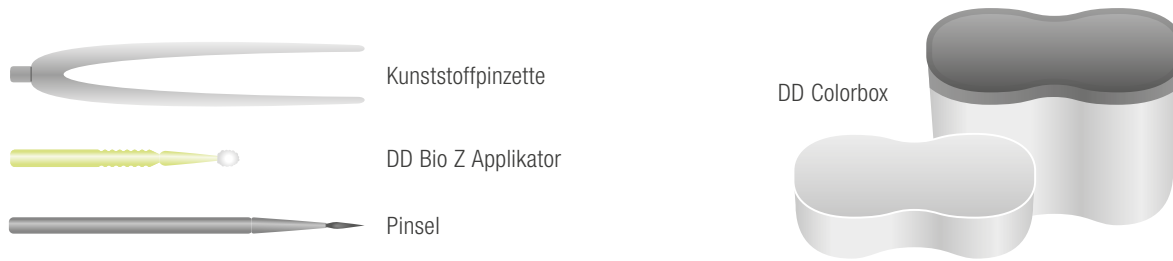 Kunststoffpinzette
DD Colorbox
DD Bio Z Applikator
Pinsel